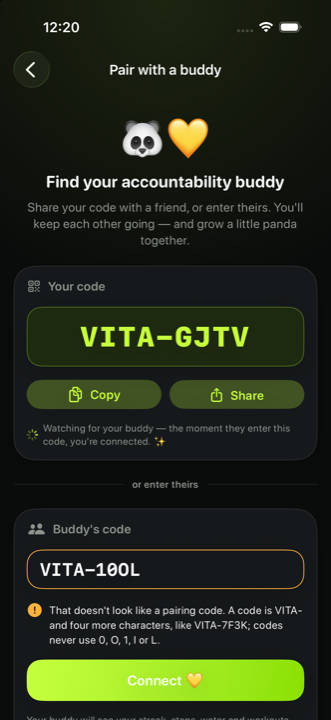 12:20
Pair with a buddy
Find your accountability buddy
Share your code with a friend, or enter theirs. You'll
keep each other going — and grow a little panda
together.
Your code
VITA-GJTV
Copy
Share
Watching for your buddy — the moment they enter this
code, you're connected. ✨
or enter theirs
Buddy's code
VITA-10OL
That doesn't look like a pairing code. A code is VITA-
and four more characters, like VITA-7F3K; codes
never use 0, O, 1, I or L.
Connect 💛